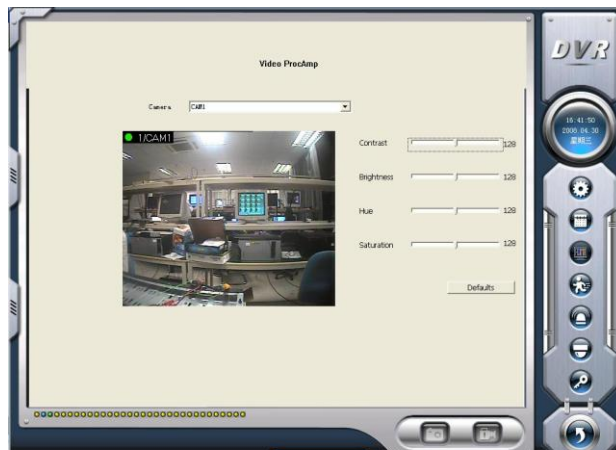 DVR
Video ProcAmp
Camera
CAM1
1/CAM1
Contrast
128
Brightness
128
Hue
128
Saturation
128
Defaults
16:41:50
2008.04.30
星期三